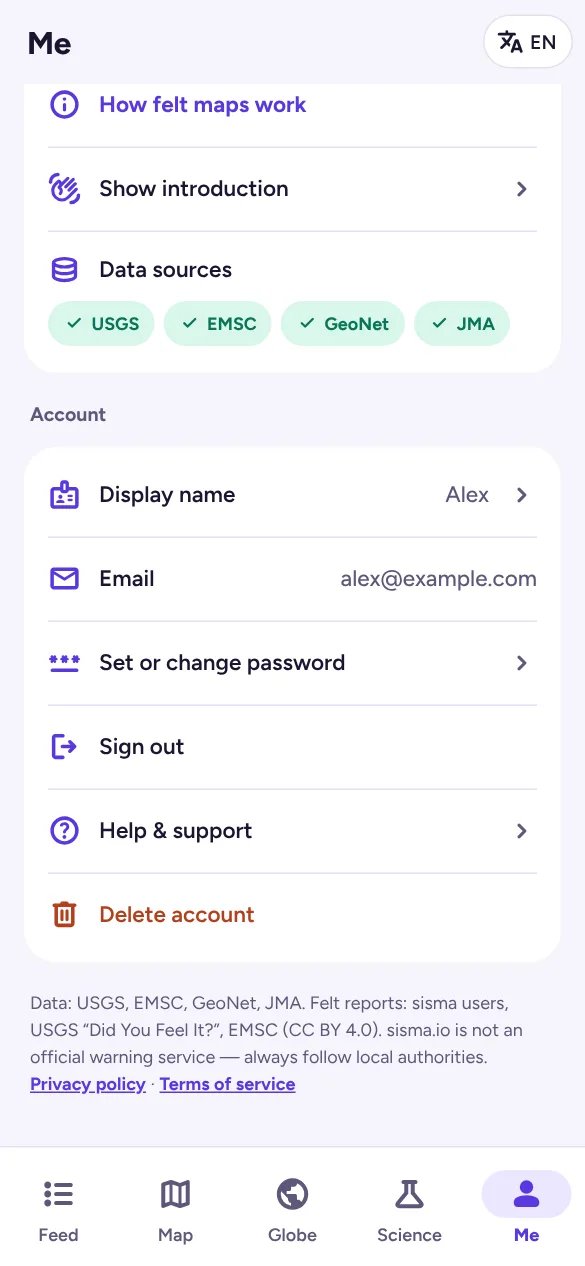 Me
EN
How felt maps work
Show introduction
Data sources
USGS
EMSC
GeoNet
JMA
Account
Display name Alex
Email alex@example.com
Set or change password
Sign out
Help & support
Delete account
Data: USGS, EMSC, GeoNet, JMA. Felt reports: sisma users,
USGS “Did You Feel It?”, EMSC (CC BY 4.0). sisma.io is not an
official warning service — always follow local authorities.
Privacy policy · Terms of service
Feed
Map
Globe
Science
Me